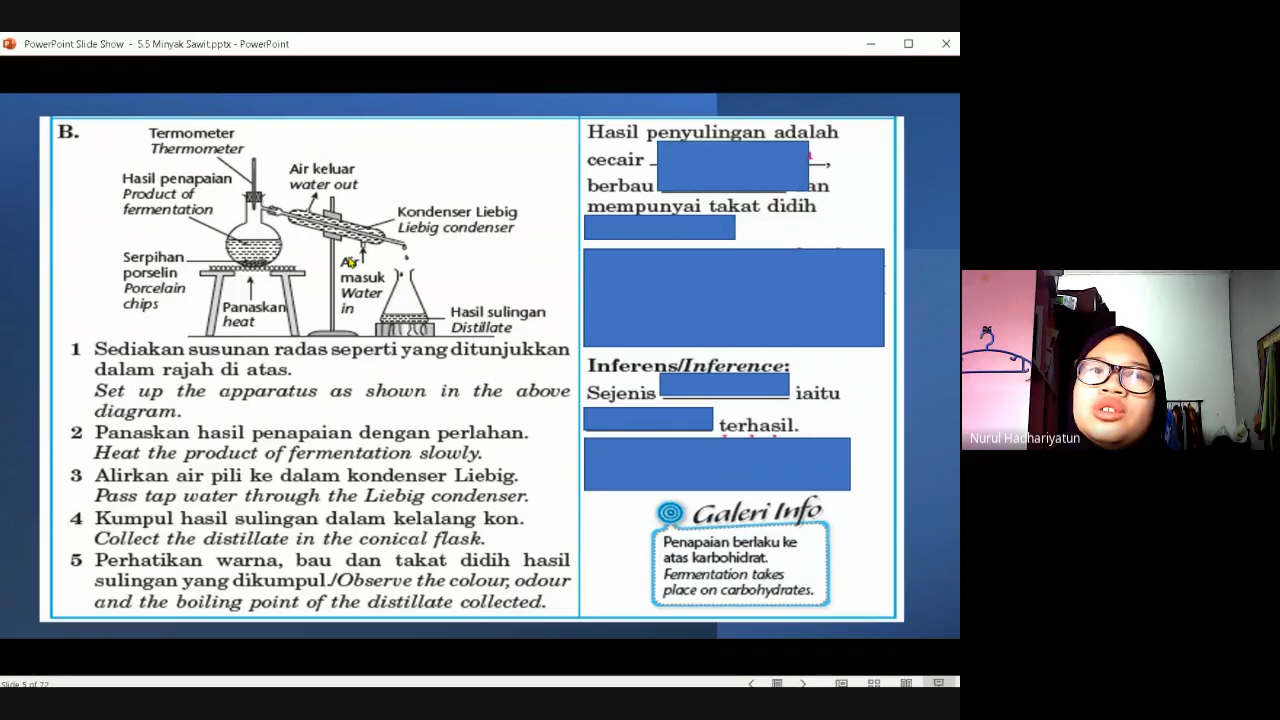 PowerPoint Slide Show - 5.5 Minyak Sawit.pptx - PowerPoint
B.
Termometer
Thermometer
Hasil penapaian
Product of
fermentation
Air keluar
water out
Kondenser Liebig
Liebig condenser
Serpihan
porselin
Porcelain
chips
Panaskan
heat
Air
masuk
Water
in
Hasil sulingan
Distillate
1 Sediakan susunan radas seperti yang ditunjukkan
dalam rajah di atas.
Set up the apparatus as shown in the above
diagram.
2 Panaskan hasil penapaian dengan perlahan.
Heat the product of fermentation slowly.
3 Alirkan air pili ke dalam kondenser Liebig.
Pass tap water through the Liebig condenser.
4 Kumpul hasil sulingan dalam kelalang kon.
Collect the distillate in the conical flask.
5 Perhatikan warna, bau dan takat didih hasil
sulingan yang dikumpul./Observe the colour, odour
and the boiling point of the distillate collected.
Hasil penyulingan adalah
cecair ,
berbau
mempunyai takat didih
Inferens/Inference:
Sejenis iaitu
terhasil.
Galeri Info
Penapaian berlaku ke
atas karbohidrat.
Fermentation takes
place on carbohydrates.
Nurul Hadhariyatun
Slide 5 of 72